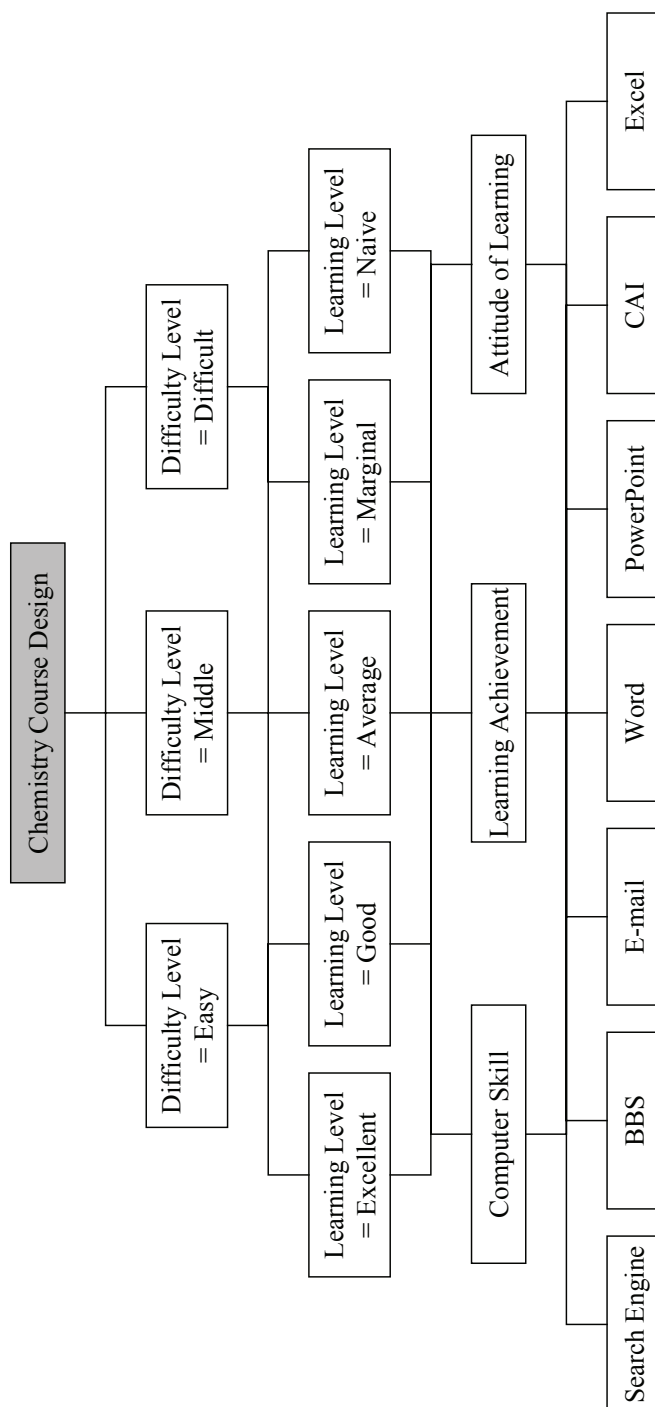 Chemistry Course Design
Difficulty Level
= Easy
Difficulty Level
= Middle
Difficulty Level
= Difficult
Learning Level
= Excellent
Learning Level
= Good
Learning Level
= Average
Learning Level
= Marginal
Learning Level
= Naive
Computer Skill
Learning Achievement
Attitude of Learning
Search Engine
BBS
E-mail
Word
PowerPoint
CAI
Excel